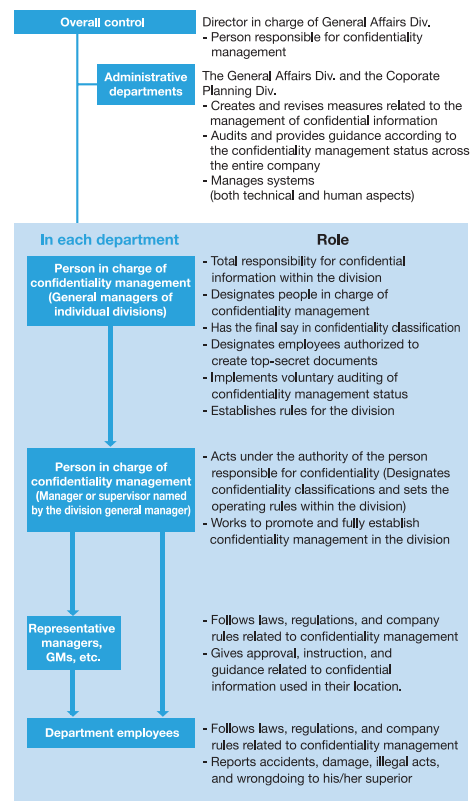 Overall control
Director in charge of General Affairs Div.
- Person responsible for confidentiality
management
Administrative
departments
The General Affairs Div. and the Coporate
Planning Div.
- Creates and revises measures related to the
management of confidential information
- Audits and provides guidance according to
the confidentiality management status across
the entire company
- Manages systems
(both technical and human aspects)
In each department
Role
Person in charge of
confidentiality management
(General managers of
individual divisions)
- Total responsibility for confidential
information within the division
- Designates people in charge of
confidentiality management
- Has the final say in confidentiality classification
- Designates employees authorized to
create top-secret documents
- Implements voluntary auditing of
confidentiality management status
- Establishes rules for the division
Person in charge of
confidentiality management
(Manager or supervisor named
by the division general manager)
- Acts under the authority of the person
responsible for confidentiality (Designates
confidentiality classifications and sets the
operating rules within the division)
- Works to promote and fully establish
confidentiality management in the division
Representative
managers,
GMs, etc.
- Follows laws, regulations, and company
rules related to confidentiality management
- Gives approval, instruction, and
guidance related to confidential
information used in their location.
Department employees
- Follows laws, regulations, and company
rules related to confidentiality management
- Reports accidents, damage, illegal acts,
and wrongdoing to his/her superior